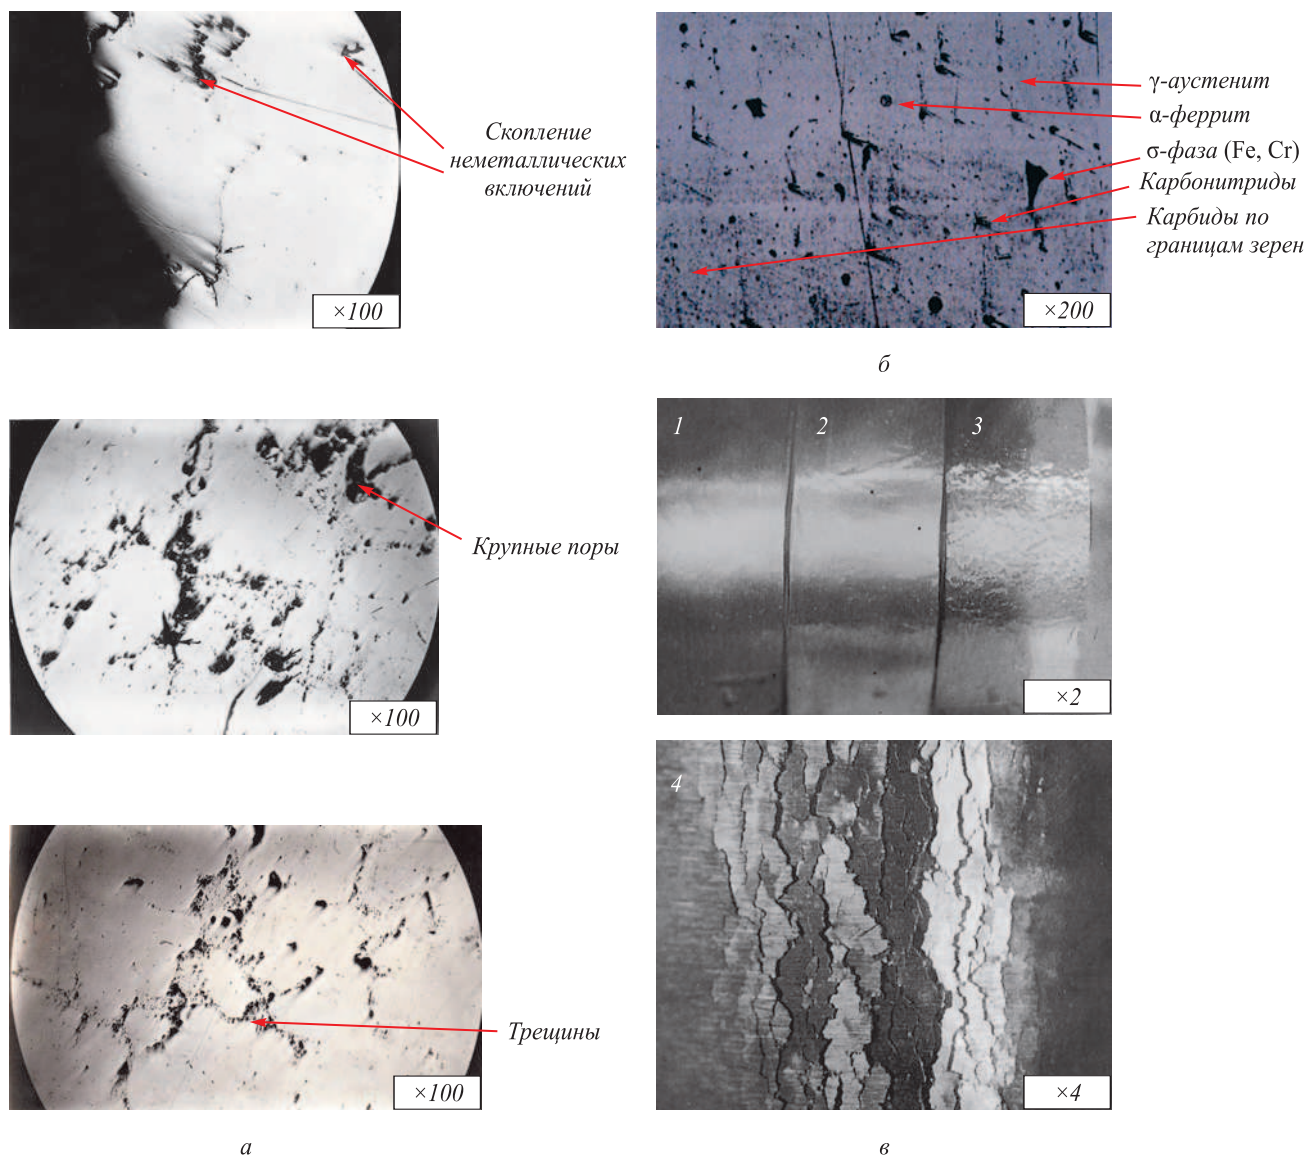 Скопление
неметаллических
включений
×100
γ-аустенит
α-феррит
σ-фаза (Fe, Cr)
Карбонитриды
Карбиды по
границам зерен
×200
б
Крупные поры
×100
1
2
3
×2
Трещины
×100
а
4
×4
в